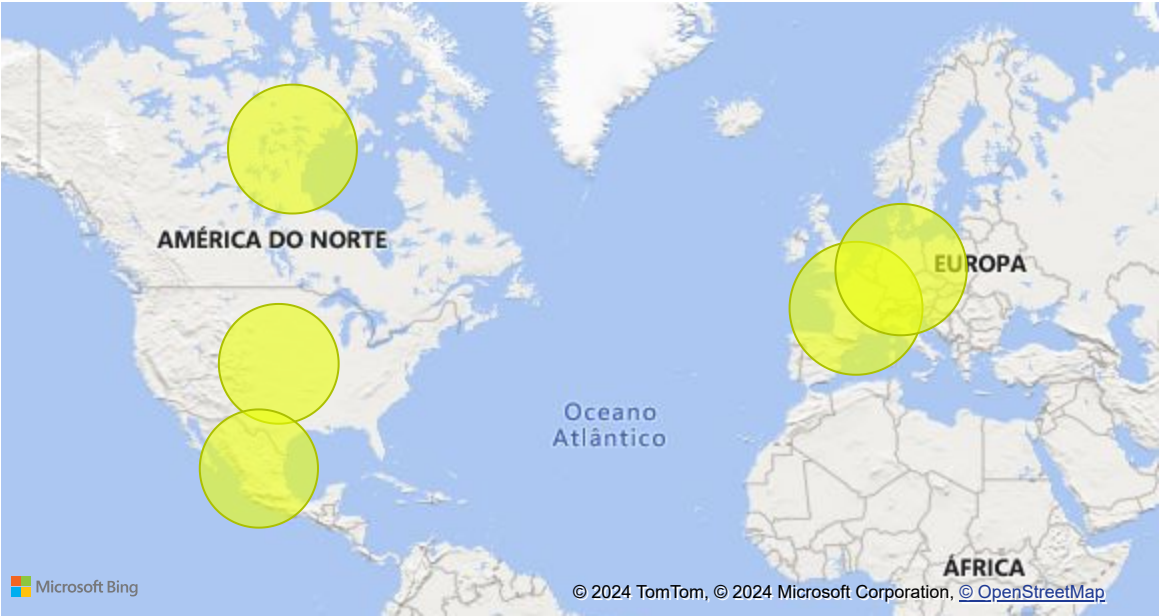 AMÉRICA DO NORTE
EUROPA
Oceano
Atlântico
ÁFRICA
Microsoft Bing
© 2024 TomTom, © 2024 Microsoft Corporation, © OpenStreetMap